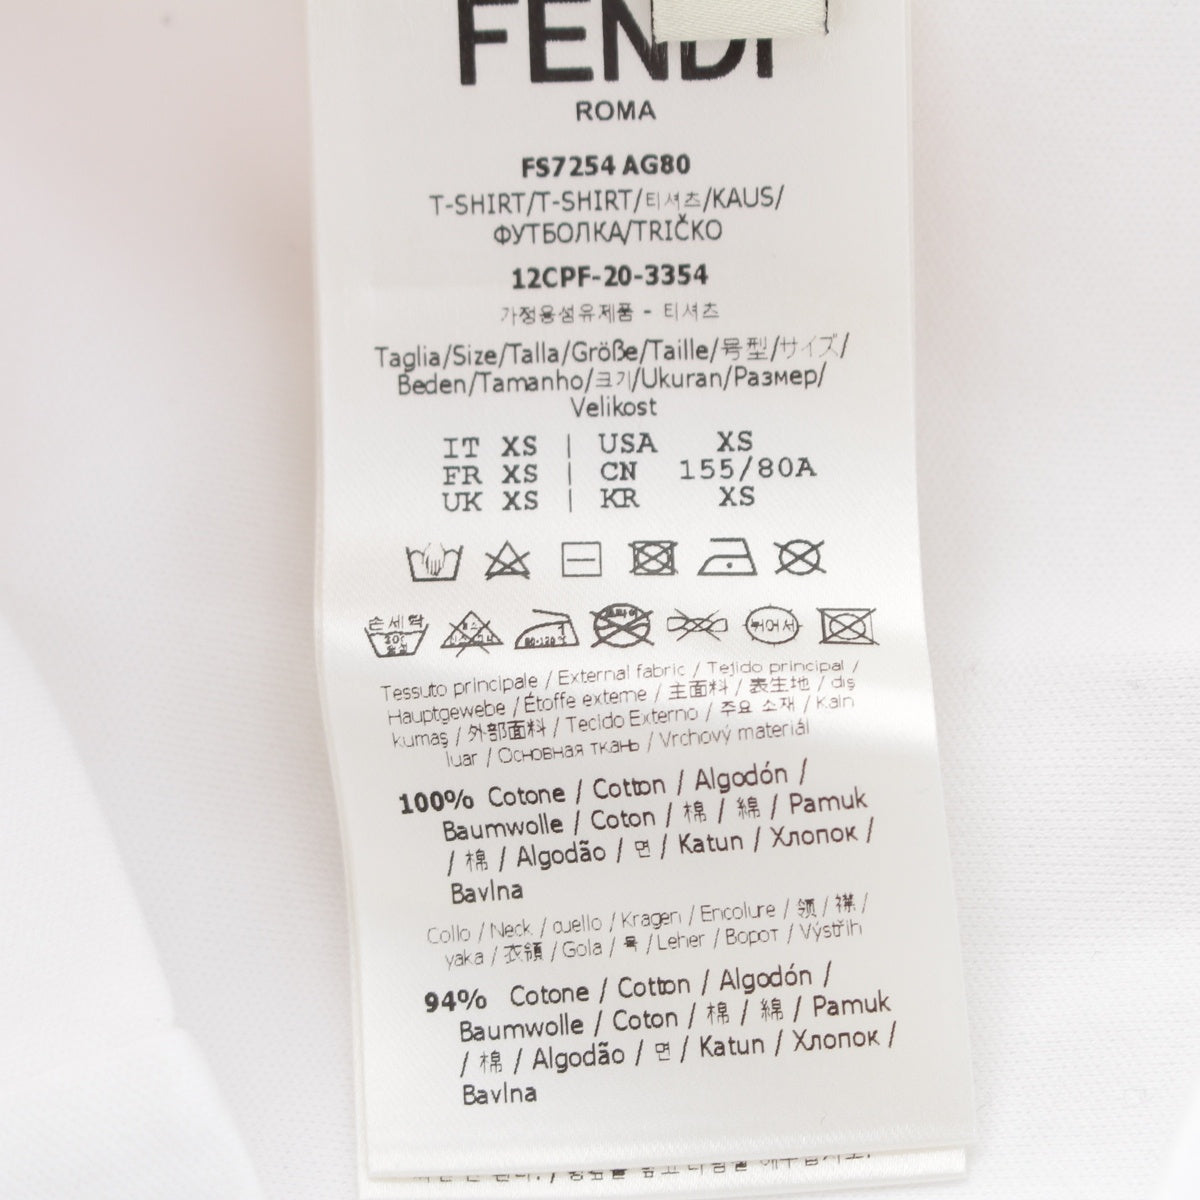 FENDI
ROMA
FS7254 AG80
T-SHIRT/T-SHIRT/티셔츠/KAUS/
ФУТБОЛКА/TRIČKO
12CPF-20-3354
가정용섬유제품 - 티셔츠
Taglia/Size/Talla/Größe/Taille/号型/サイズ/
Beden/Tamanho/크기/Ukuran/Размер/
Velikost
IT XS | USA XS
FR XS | CN 155/80A
UK XS | KR XS
손세탁
80-120℃
뉘어서
Tessuto principale / External fabric / Tejido principal /
Hauptgewebe / Étoffe externe / 主面料 / 表生地 / dış
kumaş / 外部面料 / Tecido Externo / 주요 소재 / Kain
luar / Основная ткань / Vrchový materiál
100% Cotone / Cotton / Algodón /
Baumwolle / Coton / 棉 / 綿 / Pamuk
/ 棉 / Algodão / 면 / Katun / Хлопок /
Bavlna
Collo / Neck / cuello / Kragen / Encolure / 领 / 襟 /
yaka / 衣領 / Gola / 목 / Leher / Ворот / Výstřih
94% Cotone / Cotton / Algodón /
Baumwolle / Coton / 棉 / 綿 / Pamuk
/ 棉 / Algodão / 면 / Katun / Хлопок /
Bavlna